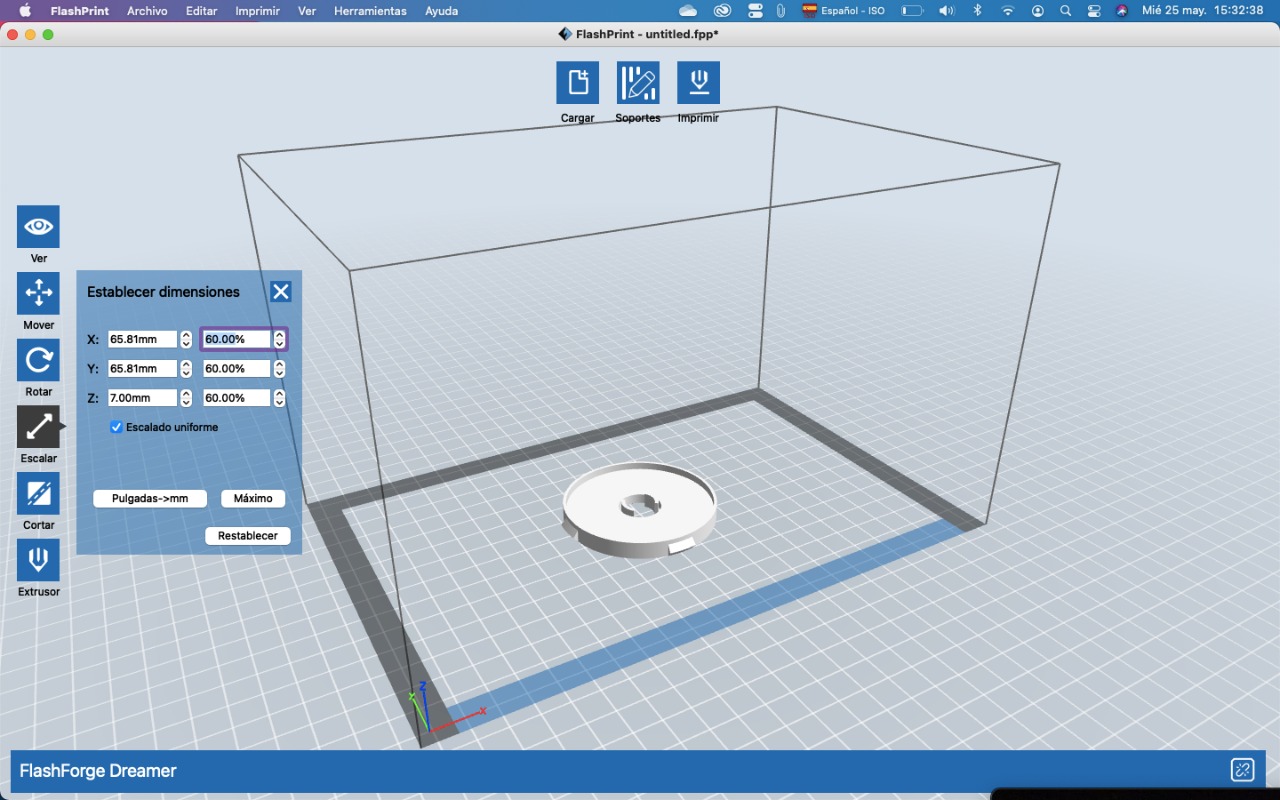 FlashPrint Archivo Editar Imprimir Ver Herramientas Ayuda Español - ISO Mié 25 may. 15:32:38
FlashPrint - untitled.fpp*
Cargar Soportes Imprimir
Ver
Mover
Rotar
Escalar
Cortar
Extrusor
Establecer dimensiones
X: 65.81mm 60.00%
Y: 65.81mm 60.00%
Z: 7.00mm 60.00%
Escalado uniforme
Pulgadas->mm Máximo
Restablecer
Y Z X
FlashForge Dreamer